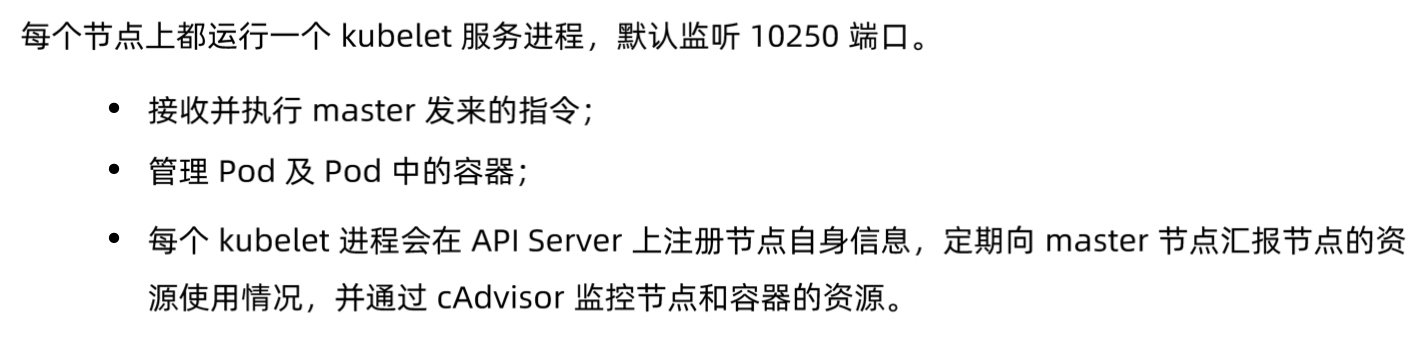 每个节点上都运行一个 kubelet 服务进程，默认监听 10250 端口。
• 接收并执行 master 发来的指令；
• 管理 Pod 及 Pod 中的容器；
• 每个 kubelet 进程会在 API Server 上注册节点自身信息，定期向 master 节点汇报节点的资
源使用情况，并通过 cAdvisor 监控节点和容器的资源。